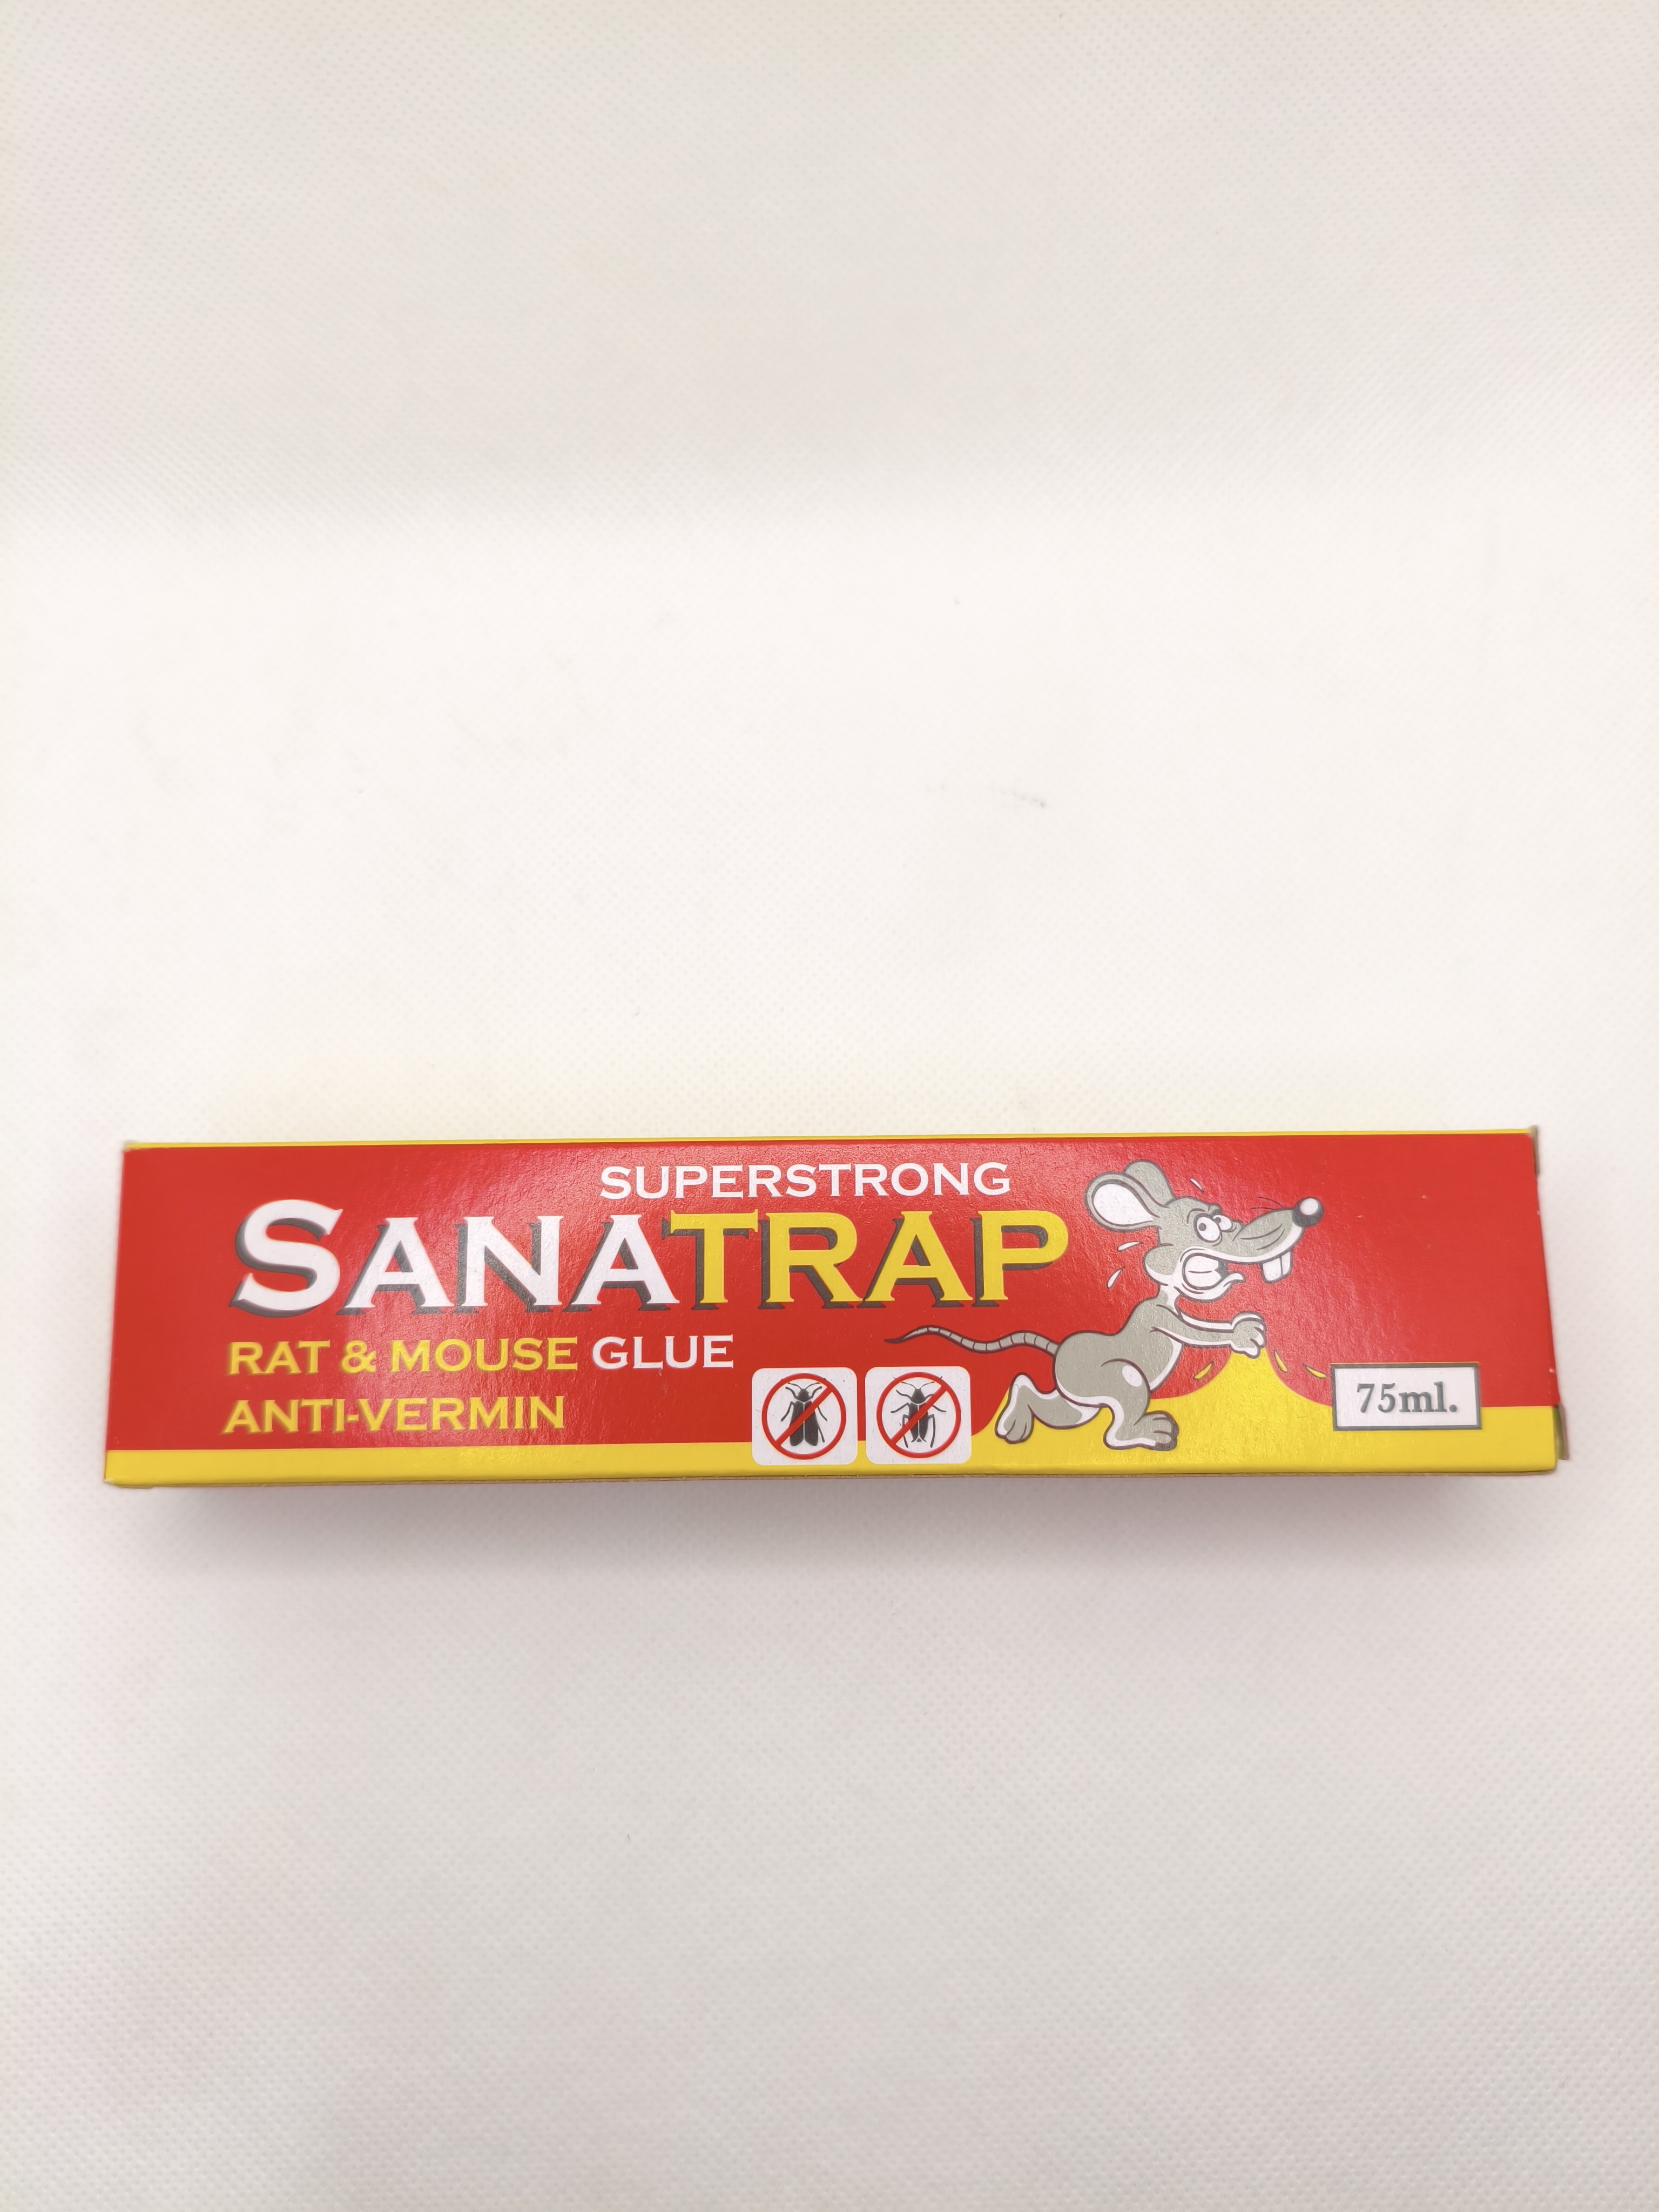 SUPERSTRONG
SANATRAP
RAT & MOUSE GLUE
ANTI-VERMIN
75ml.